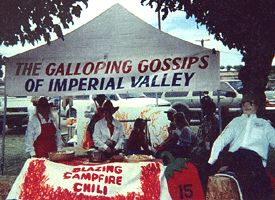 THE GALLOPING GOSSIPS
OF IMPERIAL VALLEY
BLAZING
CAMPFIRE
CHILI
15